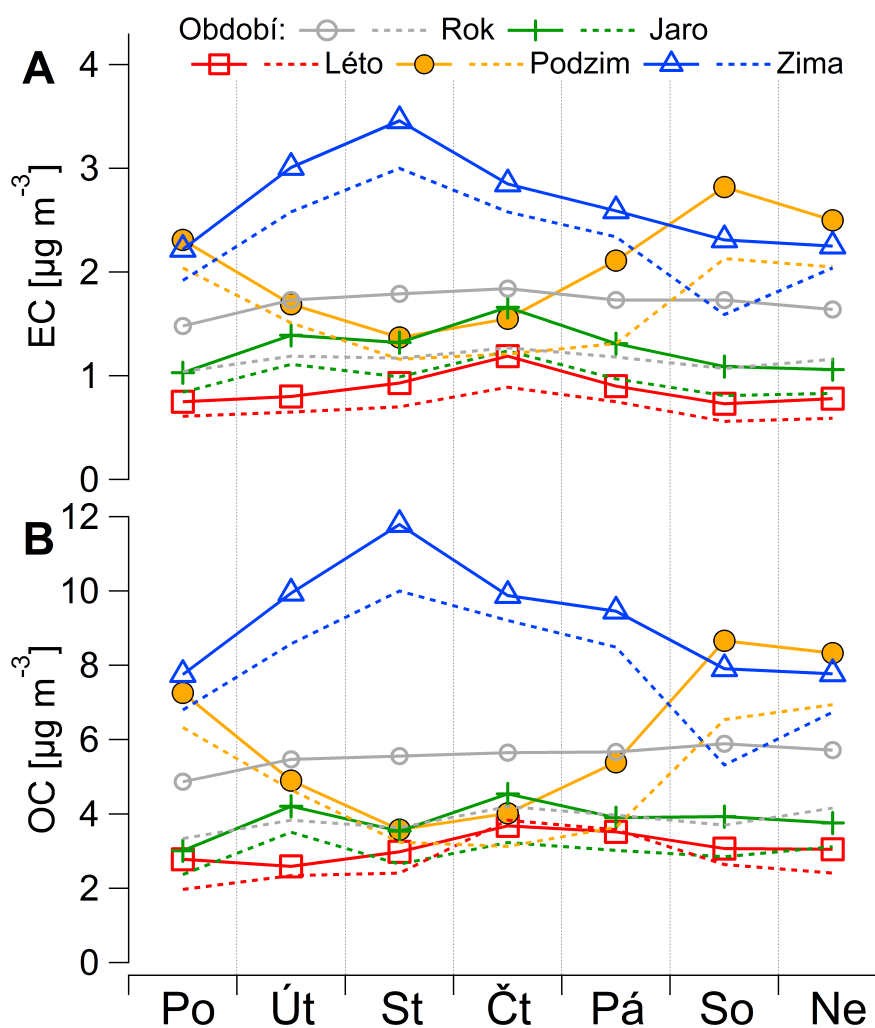 Období: Rok Jaro
Léto Podzim Zima
A
4
3
2
1
0
EC [µg m⁻³]
B
12
10
8
6
4
2
0
OC [µg m⁻³]
Po Út St Čt Pá So Ne